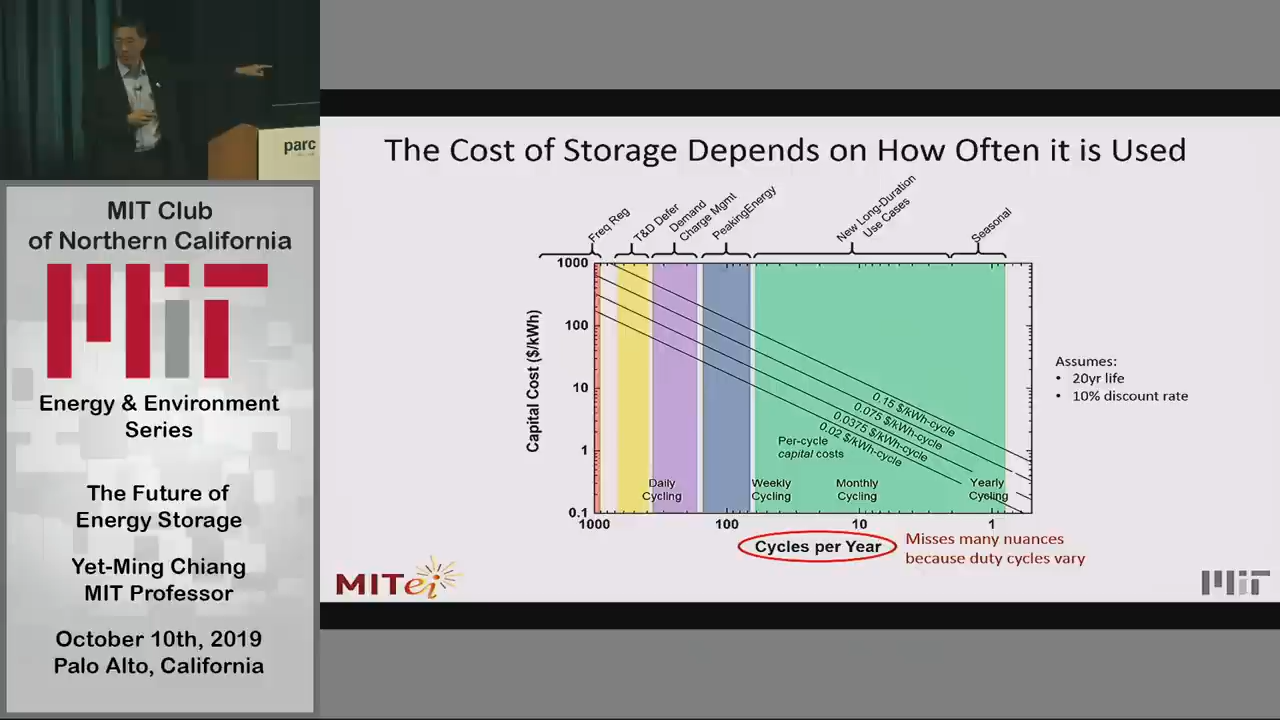 parc
MIT Club
of Northern California
MIT
Energy & Environment
Series
The Future of
Energy Storage
Yet-Ming Chiang
MIT Professor
October 10th, 2019
Palo Alto, California
The Cost of Storage Depends on How Often it is Used
Freq Reg
T&D Defer
Demand
Charge Mgmt
PeakingEnergy
New Long-Duration
Use Cases
Seasonal
Capital Cost ($/kWh)
1000
100
10
1
0.1
0.15 $/kWh-cycle
0.075 $/kWh-cycle
0.0375 $/kWh-cycle
0.02 $/kWh-cycle
Per-cycle
capital costs
Daily
Cycling
Weekly
Cycling
Monthly
Cycling
Yearly
Cycling
1000
100
10
1
Cycles per Year
Misses many nuances
because duty cycles vary
Assumes:
• 20yr life
• 10% discount rate
MITei
MIT